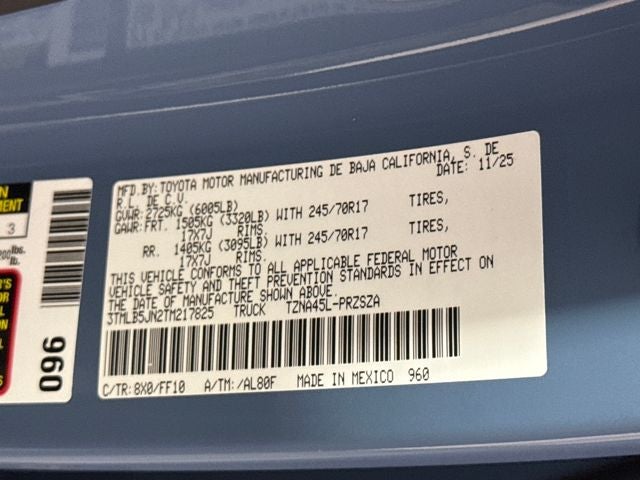 MFD.BY: TOYOTA MOTOR MANUFACTURING DE BAJA CALIFORNIA, S. DE
R.L. DE C.V. DATE: 11/25
GVWR: 2725KG (6005LB)
GAWR: FRT. 1505KG (3320LB) WITH 245/70R17 TIRES,
17X7J RIMS,
RR. 1405KG (3095LB) WITH 245/70R17 TIRES,
17X7J RIMS.
THIS VEHICLE CONFORMS TO ALL APPLICABLE FEDERAL MOTOR
VEHICLE SAFETY AND THEFT PREVENTION STANDARDS IN EFFECT ON
THE DATE OF MANUFACTURE SHOWN ABOVE.
3TMLB5JN2TM217825 TRUCK TZNA45L-PRZSZA
C/TR: 8X0/FF10 A/TM: /AL80F MADE IN MEXICO 960
3
lbs.
960